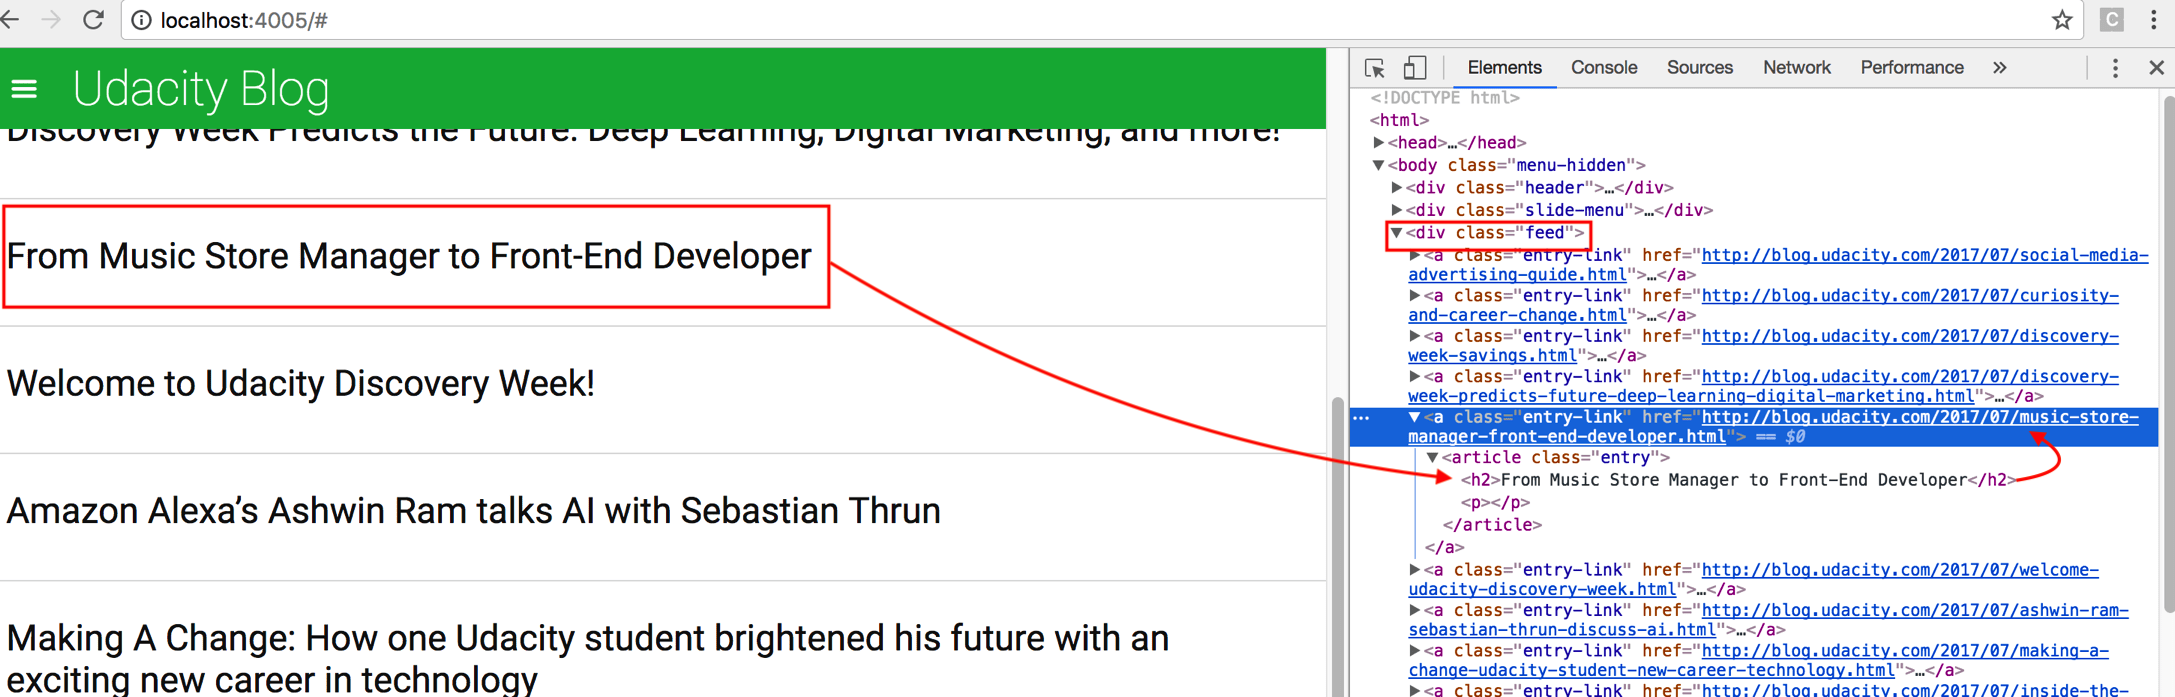 localhost:4005/#
C
Udacity Blog
Discovery Week Predicts the Future: Deep Learning, Digital Marketing, and more!
From Music Store Manager to Front-End Developer
Welcome to Udacity Discovery Week!
Amazon Alexa’s Ashwin Ram talks AI with Sebastian Thrun
Making A Change: How one Udacity student brightened his future with an
exciting new career in technology
Elements Console Sources Network Performance »
<!DOCTYPE html>
<html>
▶<head>…</head>
▼<body class="menu-hidden">
▶<div class="header">…</div>
▶<div class="slide-menu">…</div>
▼<div class="feed">
▶<a class="entry-link" href="http://blog.udacity.com/2017/07/social-media-
advertising-guide.html">…</a>
▶<a class="entry-link" href="http://blog.udacity.com/2017/07/curiosity-
and-career-change.html">…</a>
▶<a class="entry-link" href="http://blog.udacity.com/2017/07/discovery-
week-savings.html">…</a>
▶<a class="entry-link" href="http://blog.udacity.com/2017/07/discovery-
week-predicts-future-deep-learning-digital-marketing.html">…</a>
… ▼<a class="entry-link" href="http://blog.udacity.com/2017/07/music-store-
manager-front-end-developer.html"> == $0
▼<article class="entry">
<h2>From Music Store Manager to Front-End Developer</h2>
<p></p>
</article>
</a>
▶<a class="entry-link" href="http://blog.udacity.com/2017/07/welcome-
udacity-discovery-week.html">…</a>
▶<a class="entry-link" href="http://blog.udacity.com/2017/07/ashwin-ram-
sebastian-thrun-discuss-ai.html">…</a>
▶<a class="entry-link" href="http://blog.udacity.com/2017/07/making-a-
change-udacity-student-new-career-technology.html">…</a>
▶<a class="entry-link" href="http://blog.udacity.com/2017/07/inside-the-